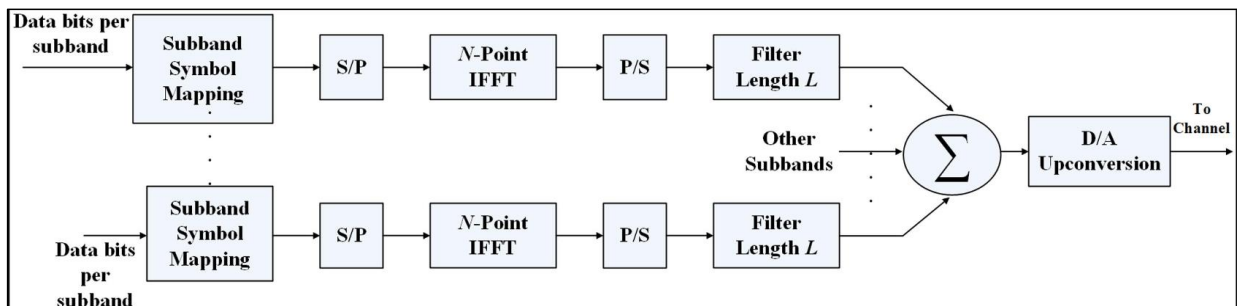 Data bits per
subband
Subband
Symbol
Mapping
S/P
N-Point
IFFT
P/S
Filter
Length L
Other
Subbands
∑
D/A
Upconversion
To
Channel
Subband
Symbol
Mapping
S/P
N-Point
IFFT
P/S
Filter
Length L
Data bits
per
subband